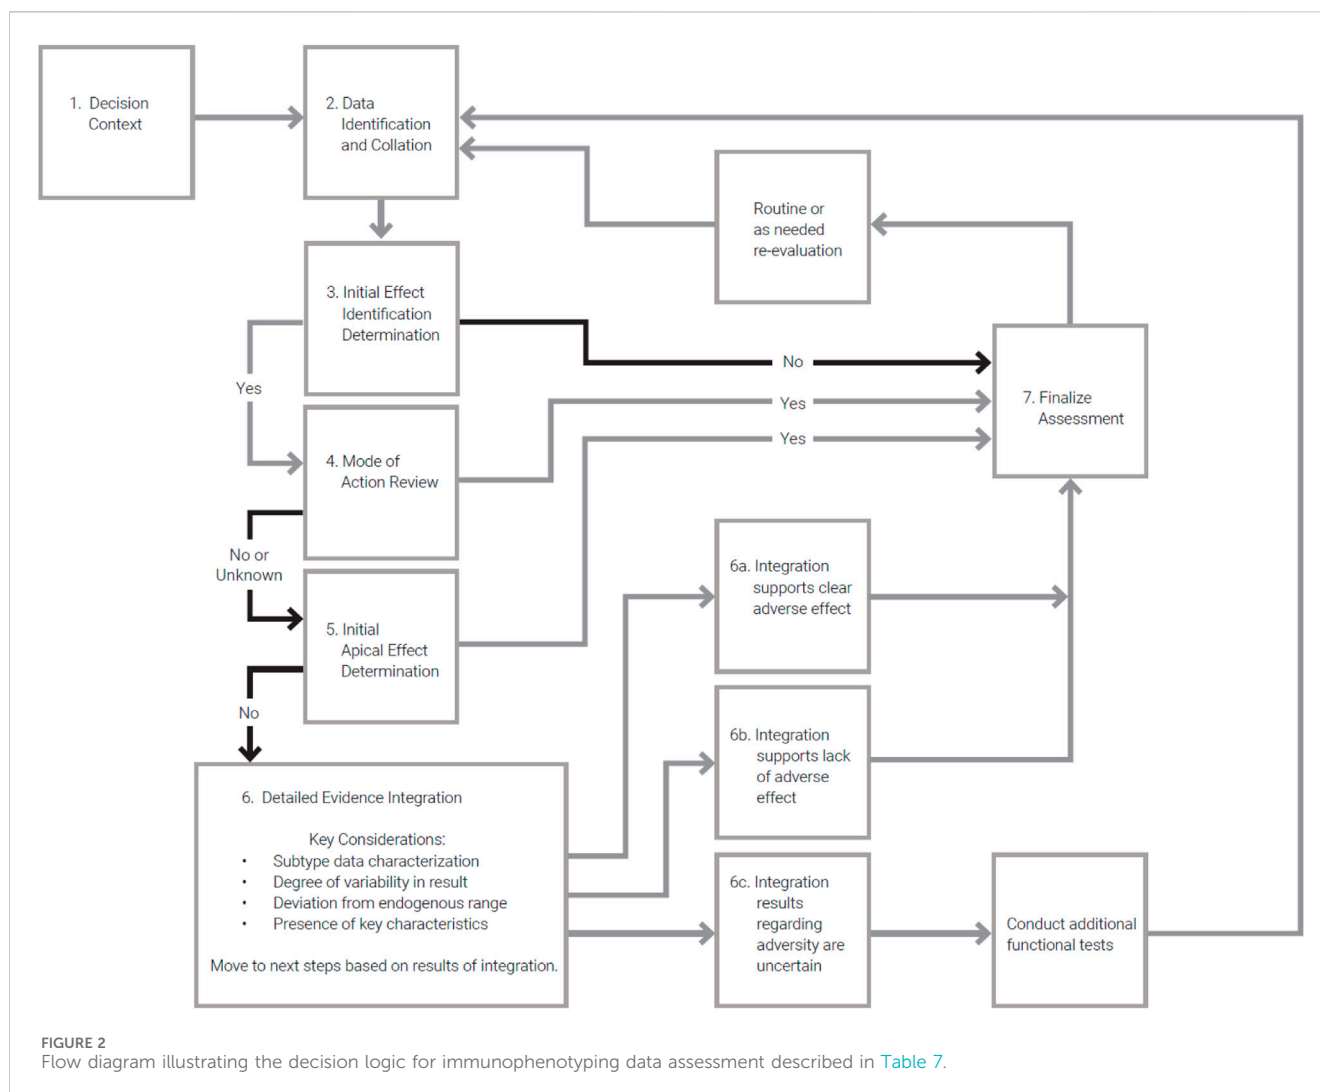 1. Decision
Context
2. Data
Identification
and Collation
Routine or
as needed
re-evaluation
3. Initial Effect
Identification
Determination
No
Yes
Yes
7. Finalize
Assessment
Yes
4. Mode of
Action Review
No or
Unknown
5. Initial
Apical Effect
Determination
No
6a. Integration
supports clear
adverse effect
6b. Integration
supports lack
of adverse
effect
6. Detailed Evidence Integration
Key Considerations:
• Subtype data characterization
• Degree of variability in result
• Deviation from endogenous range
• Presence of key characteristics
Move to next steps based on results of integration.
6c. Integration
results
regarding
adversity are
uncertain
Conduct additional
functional tests
FIGURE 2
Flow diagram illustrating the decision logic for immunophenotyping data assessment described in Table 7.